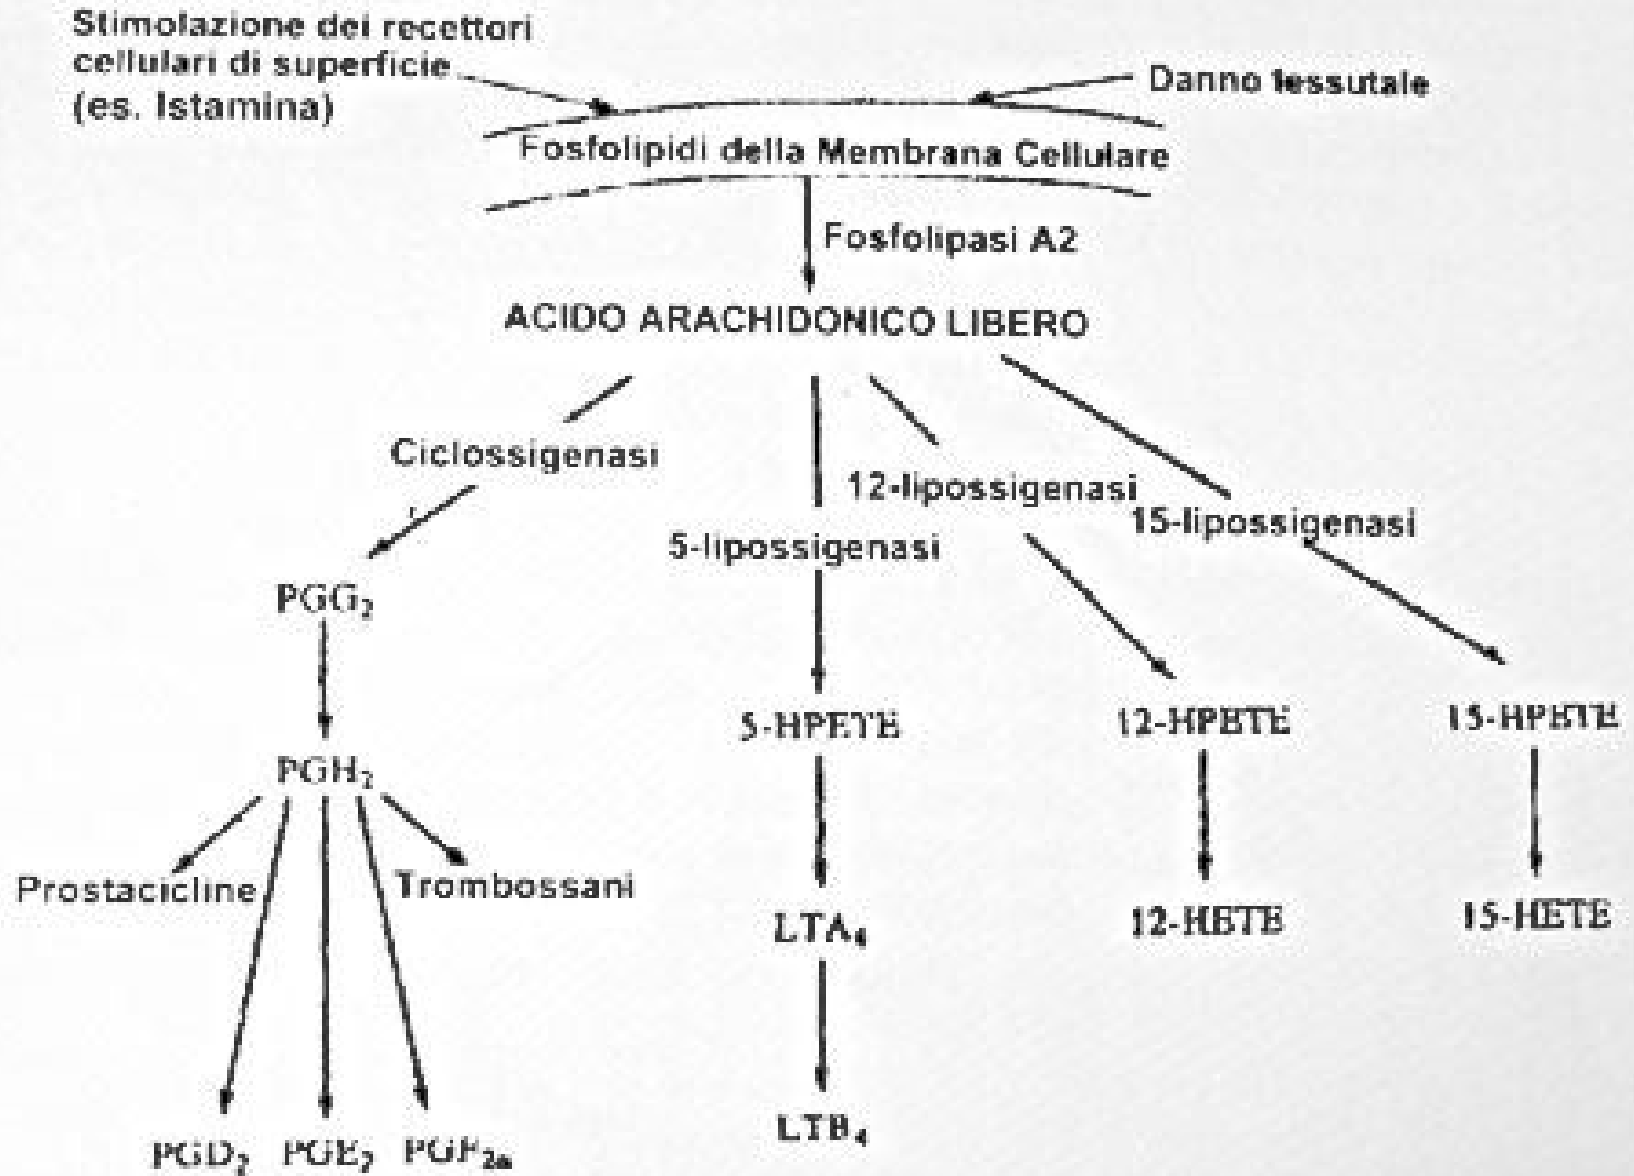 Stimolazione dei recettori
cellulari di superficie
(es. Istamina)
Danno tessutale
Fosfolipidi della Membrana Cellulare
Fosfolipasi A2
ACIDO ARACHIDONICO LIBERO
Ciclossigenasi
12-lipossigenasi
15-lipossigenasi
5-lipossigenasi
PGG₂
5-HPETE
12-HPETE
15-HPETE
PGH₂
Prostacicline
Trombossani
LTA₄
12-HETE
15-HETE
LTB₄
PGD₂ PGE₂ PGF₂α